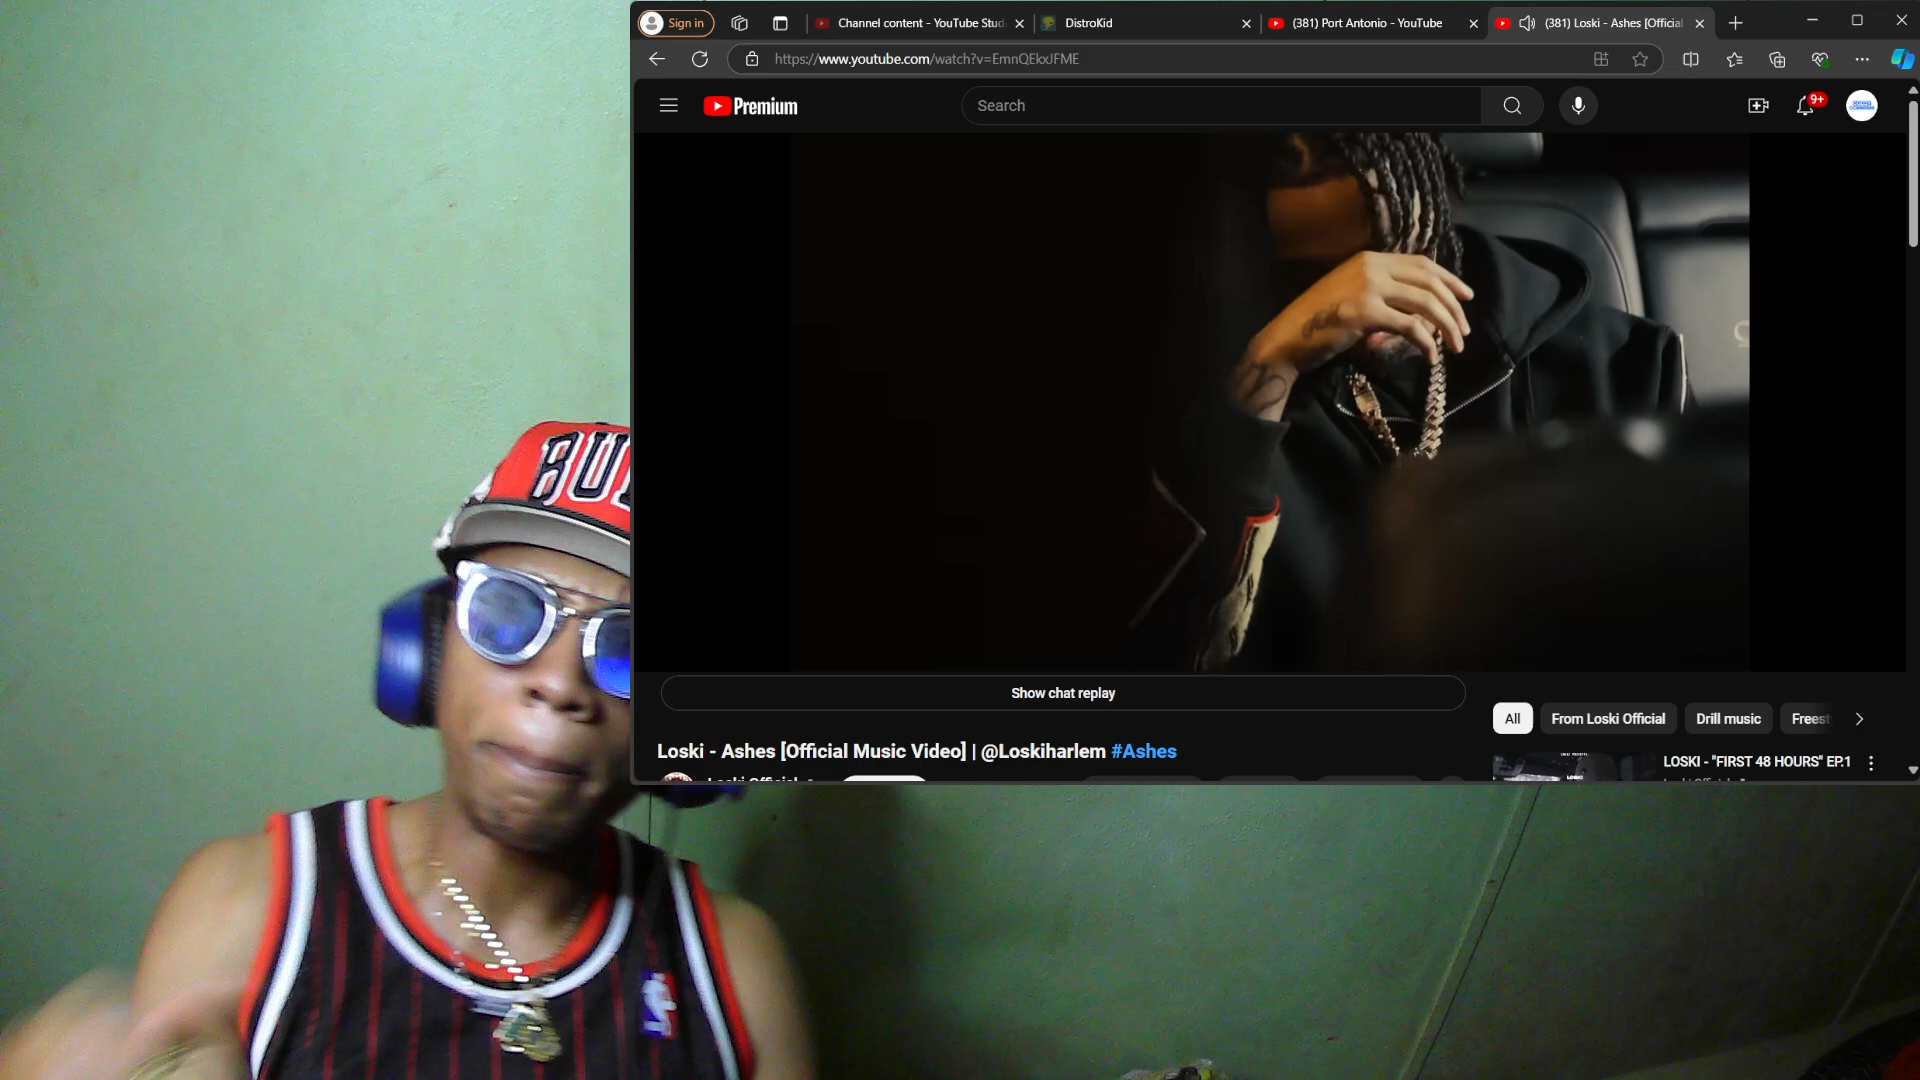 Sign in
Channel content - YouTube Stud
DistroKid
(381) Port Antonio - YouTube
(381) Loski - Ashes [Official
https://www.youtube.com/watch?v=EmnQEkxJFME
Premium
Search
9+
Show chat replay
All
From Loski Official
Drill music
Freest
Loski - Ashes [Official Music Video] | @Loskiharlem #Ashes
LOSKI - "FIRST 48 HOURS" EP.1
BUL